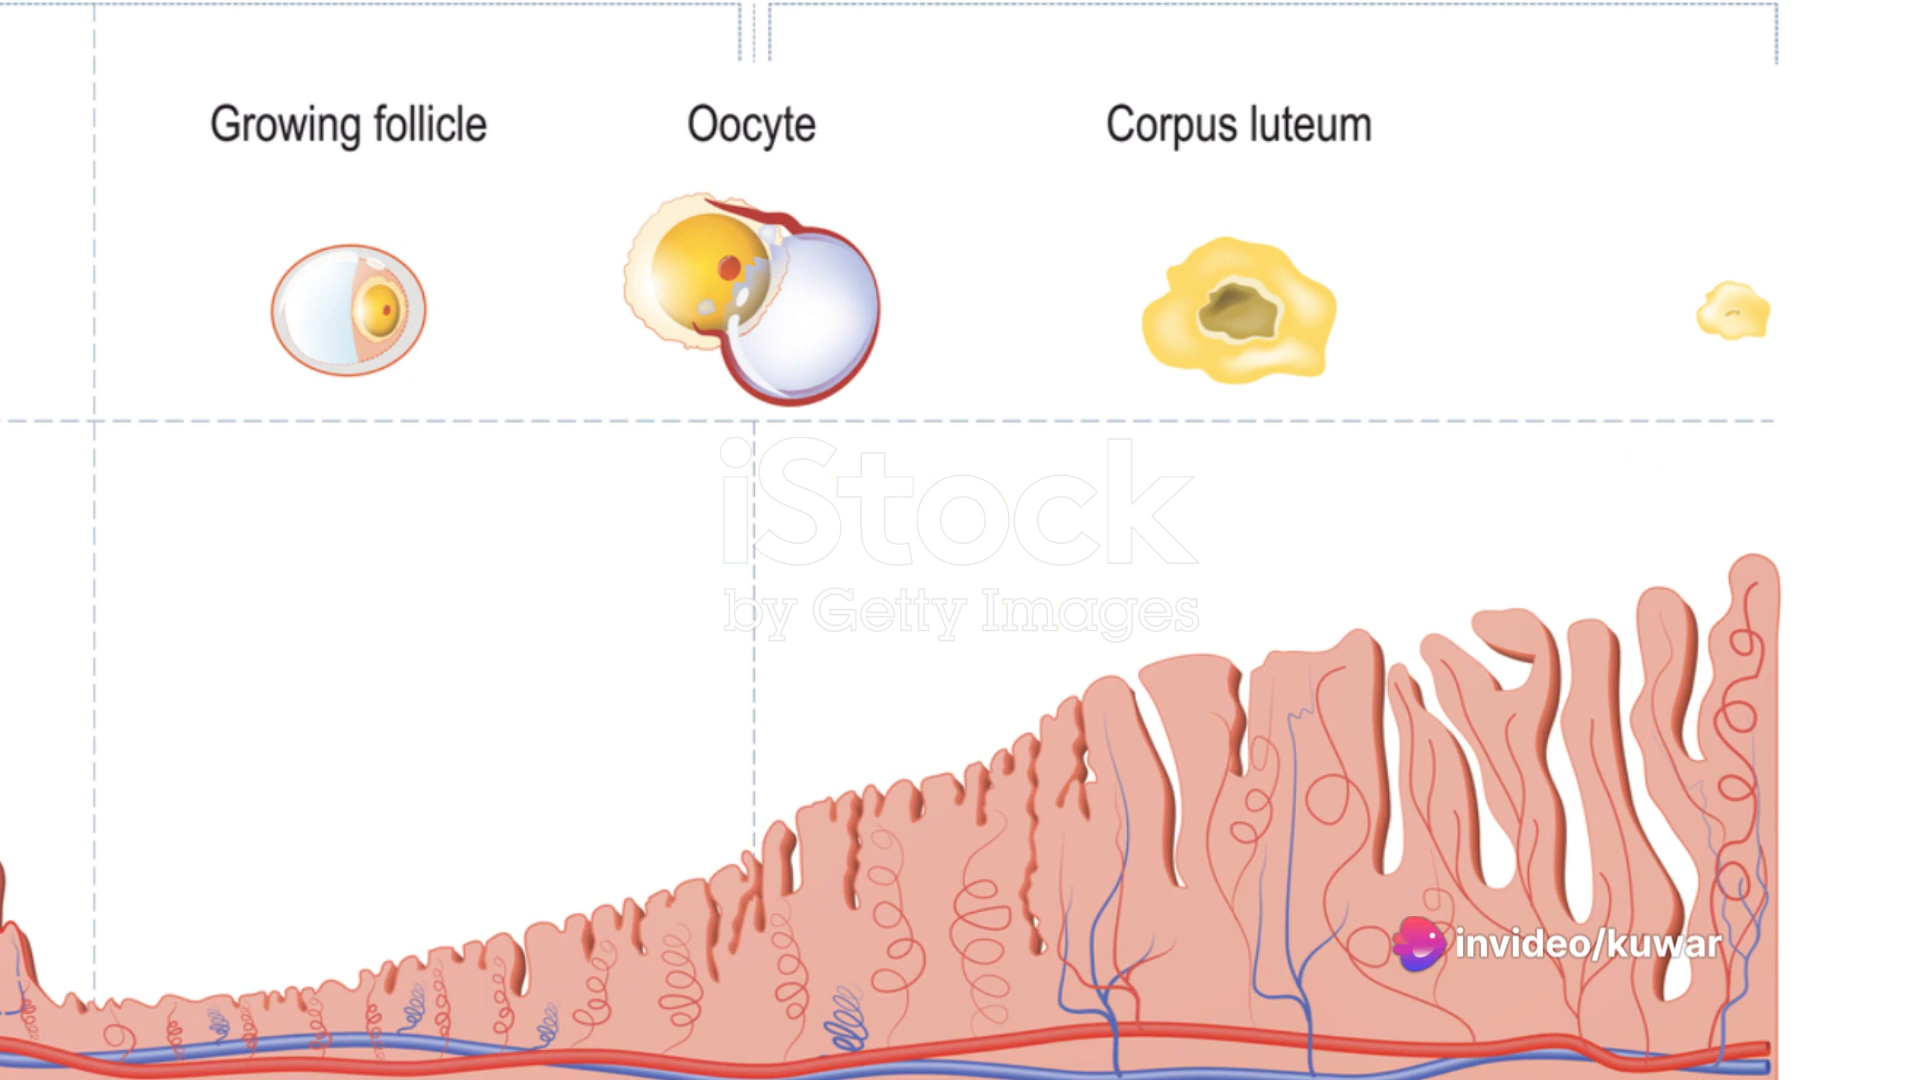 Growing follicle
Oocyte
Corpus luteum
iStock
by Getty Images
invideo/kuwar